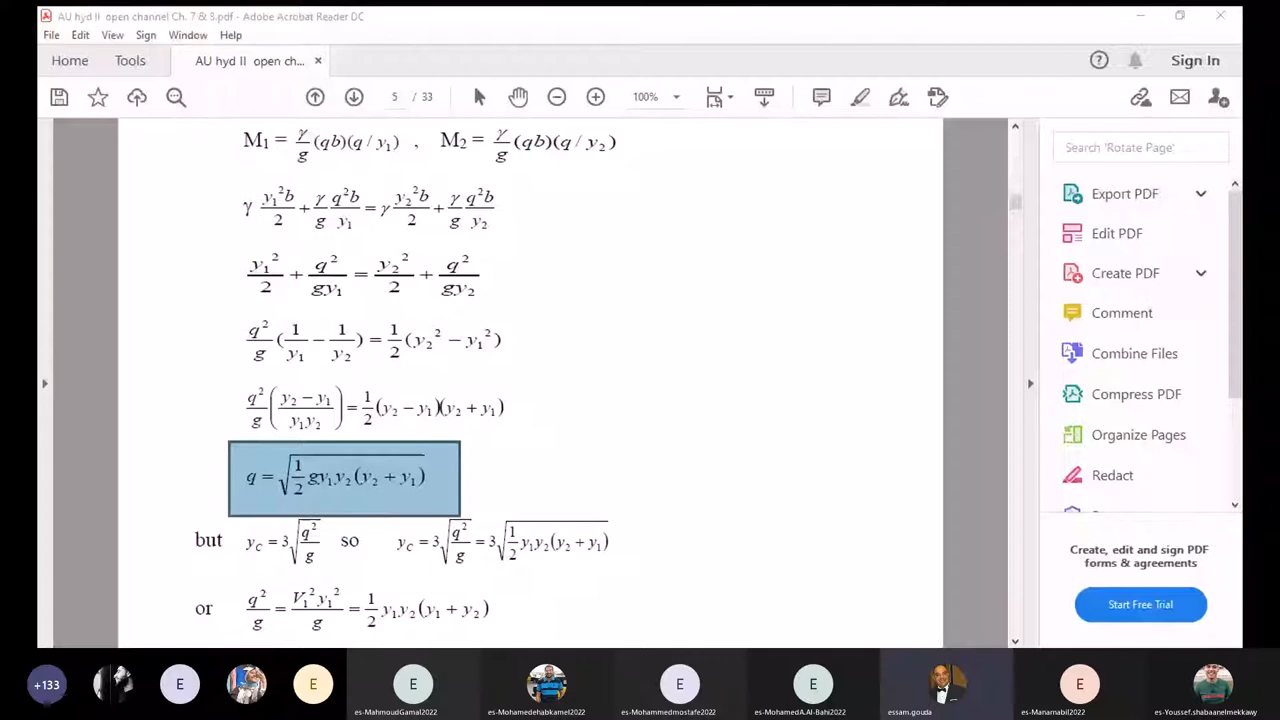 AU hyd II open channel Ch. 7 & 8.pdf - Adobe Acrobat Reader DC
File Edit View Sign Window Help
Home Tools AU hyd II open ch... × Sign In
5 / 33 100%
M₁ = γ/g (qb)(q / y₁) , M₂ = γ/g (qb)(q / y₂)
γ y₁²b/2 + γ/g q²b/y₁ = γ y₂²b/2 + γ/g q²b/y₂
y₁²/2 + q²/gy₁ = y₂²/2 + q²/gy₂
q²/g (1/y₁ − 1/y₂) = 1/2 (y₂² − y₁²)
q²/g ((y₂ − y₁)/y₁y₂) = 1/2 (y₂ − y₁)(y₂ + y₁)
q = √(1/2 gy₁y₂(y₂ + y₁))
but y_C = 3√(q²/g) so y_C = 3√(q²/g) = 3√(1/2 y₁y₂(y₂ + y₁))
or q²/g = V₁²y₁²/g = 1/2 y₁y₂(y₁ + y₂)
Search 'Rotate Page'
Export PDF
Edit PDF
Create PDF
Comment
Combine Files
Compress PDF
Organize Pages
Redact
Create, edit and sign PDF
forms & agreements
Start Free Trial
+133 E E E E E E
es-MahmoudGamal2022 es-Mohamedehabkamel2022 es-Mohammedmostafe2022 es-MohamedA.Al-Bahi2022 essam.gouda es-Manarnabil2022 es-Youssef.shabaanelmekkawy